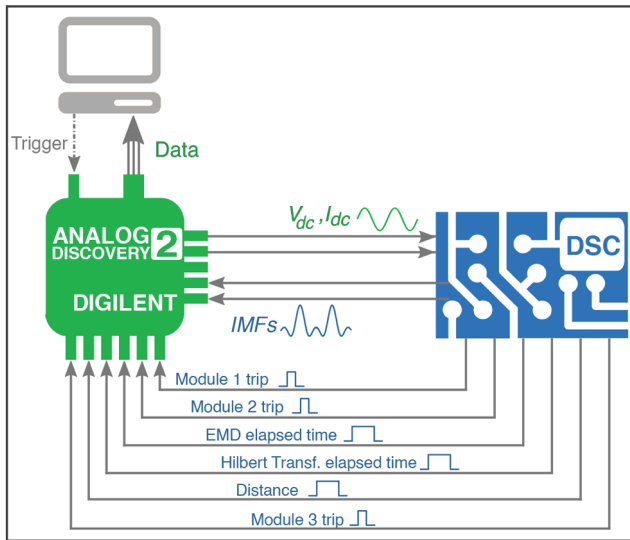 Trigger
Data
ANALOG
DISCOVERY 2
DIGILENT
Vdc, Idc
DSC
IMFs
Module 1 trip
Module 2 trip
EMD elapsed time
Hilbert Transf. elapsed time
Distance
Module 3 trip